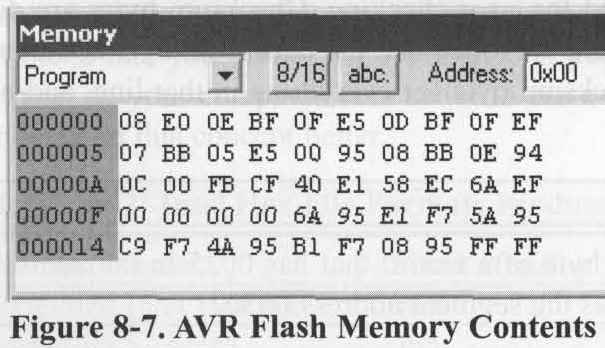 Memory
Program 8/16 abc. Address: 0x00
000000 08 E0 0E BF 0F E5 0D BF 0F EF
000005 07 BB 05 E5 00 95 08 BB 0E 94
00000A 0C 00 FB CF 40 E1 58 EC 6A EF
00000F 00 00 00 00 6A 95 E1 F7 5A 95
000014 C9 F7 4A 95 B1 F7 08 95 FF FF
Figure 8-7. AVR Flash Memory Contents